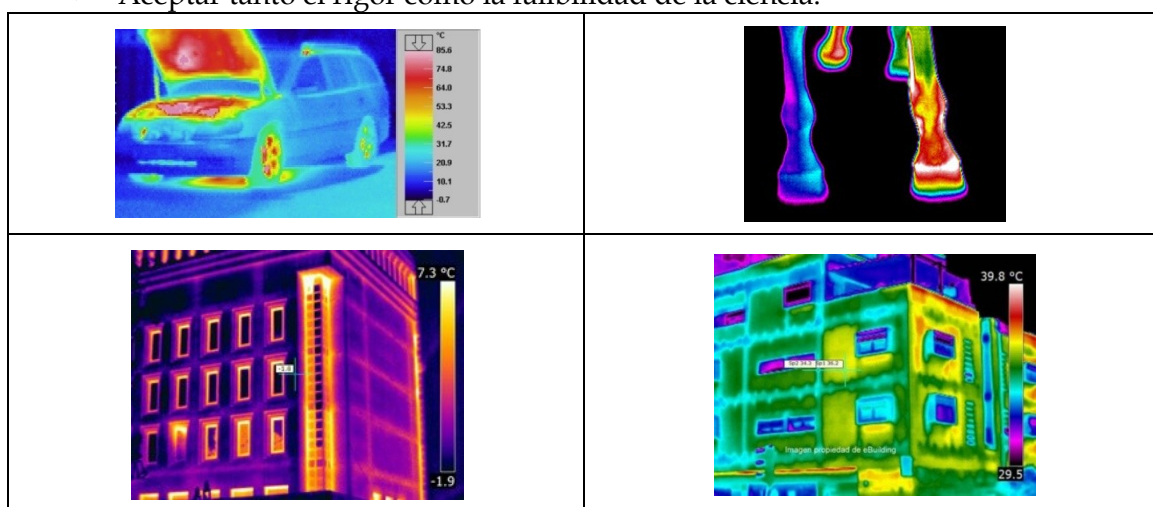 Aceptar tanto el rigor como la falibilidad de la ciencia.
°C
85.6
74.8
64.0
53.3
42.5
31.7
20.9
10.1
-0.7
7.3 °C
-1.9
39.8 °C
Imagen propiedad de eBuilding
29.5